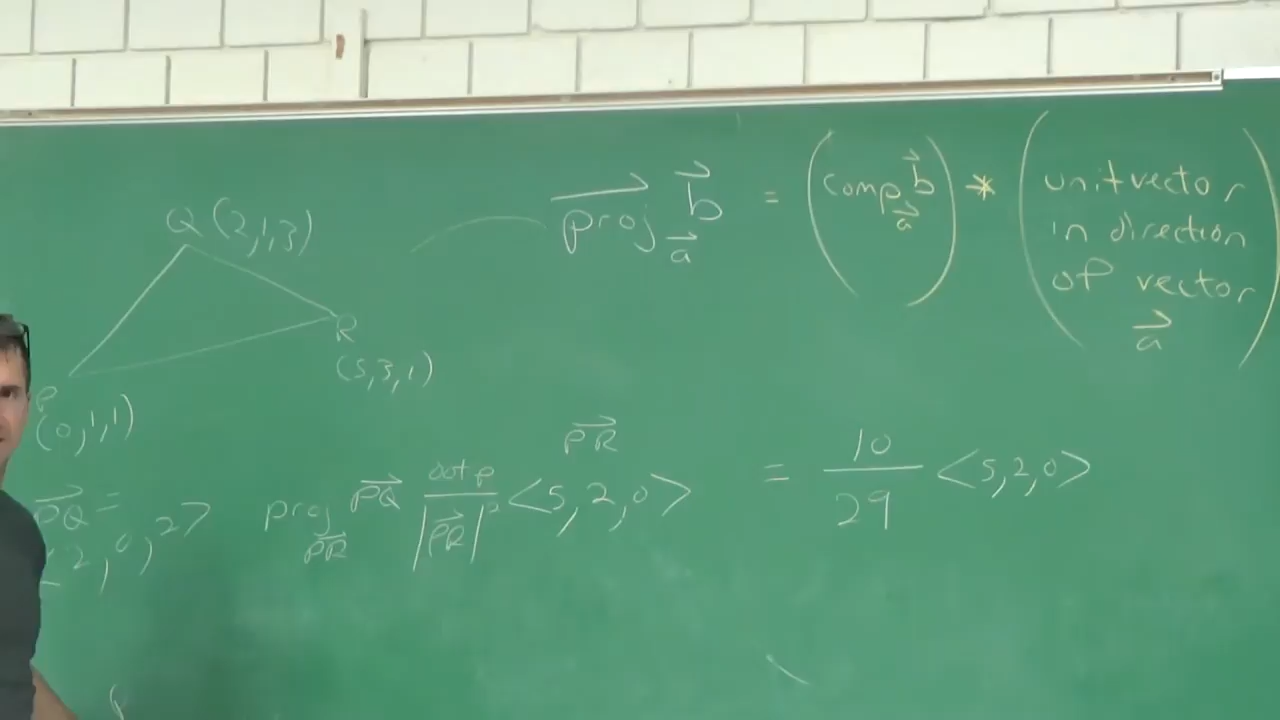 Q (2,1,3)
R
(5,3,1)
P
(0,1,1)
proj_a⃗ b⃗ = (comp_a⃗ b⃗) * (unit vector
in direction
of vector
a⃗)
PQ⃗ =
<2,0,2>
PR⃗
proj_PR⃗ PQ⃗ dot p / |PR⃗|² <5,2,0> = 10/29 <5,2,0>